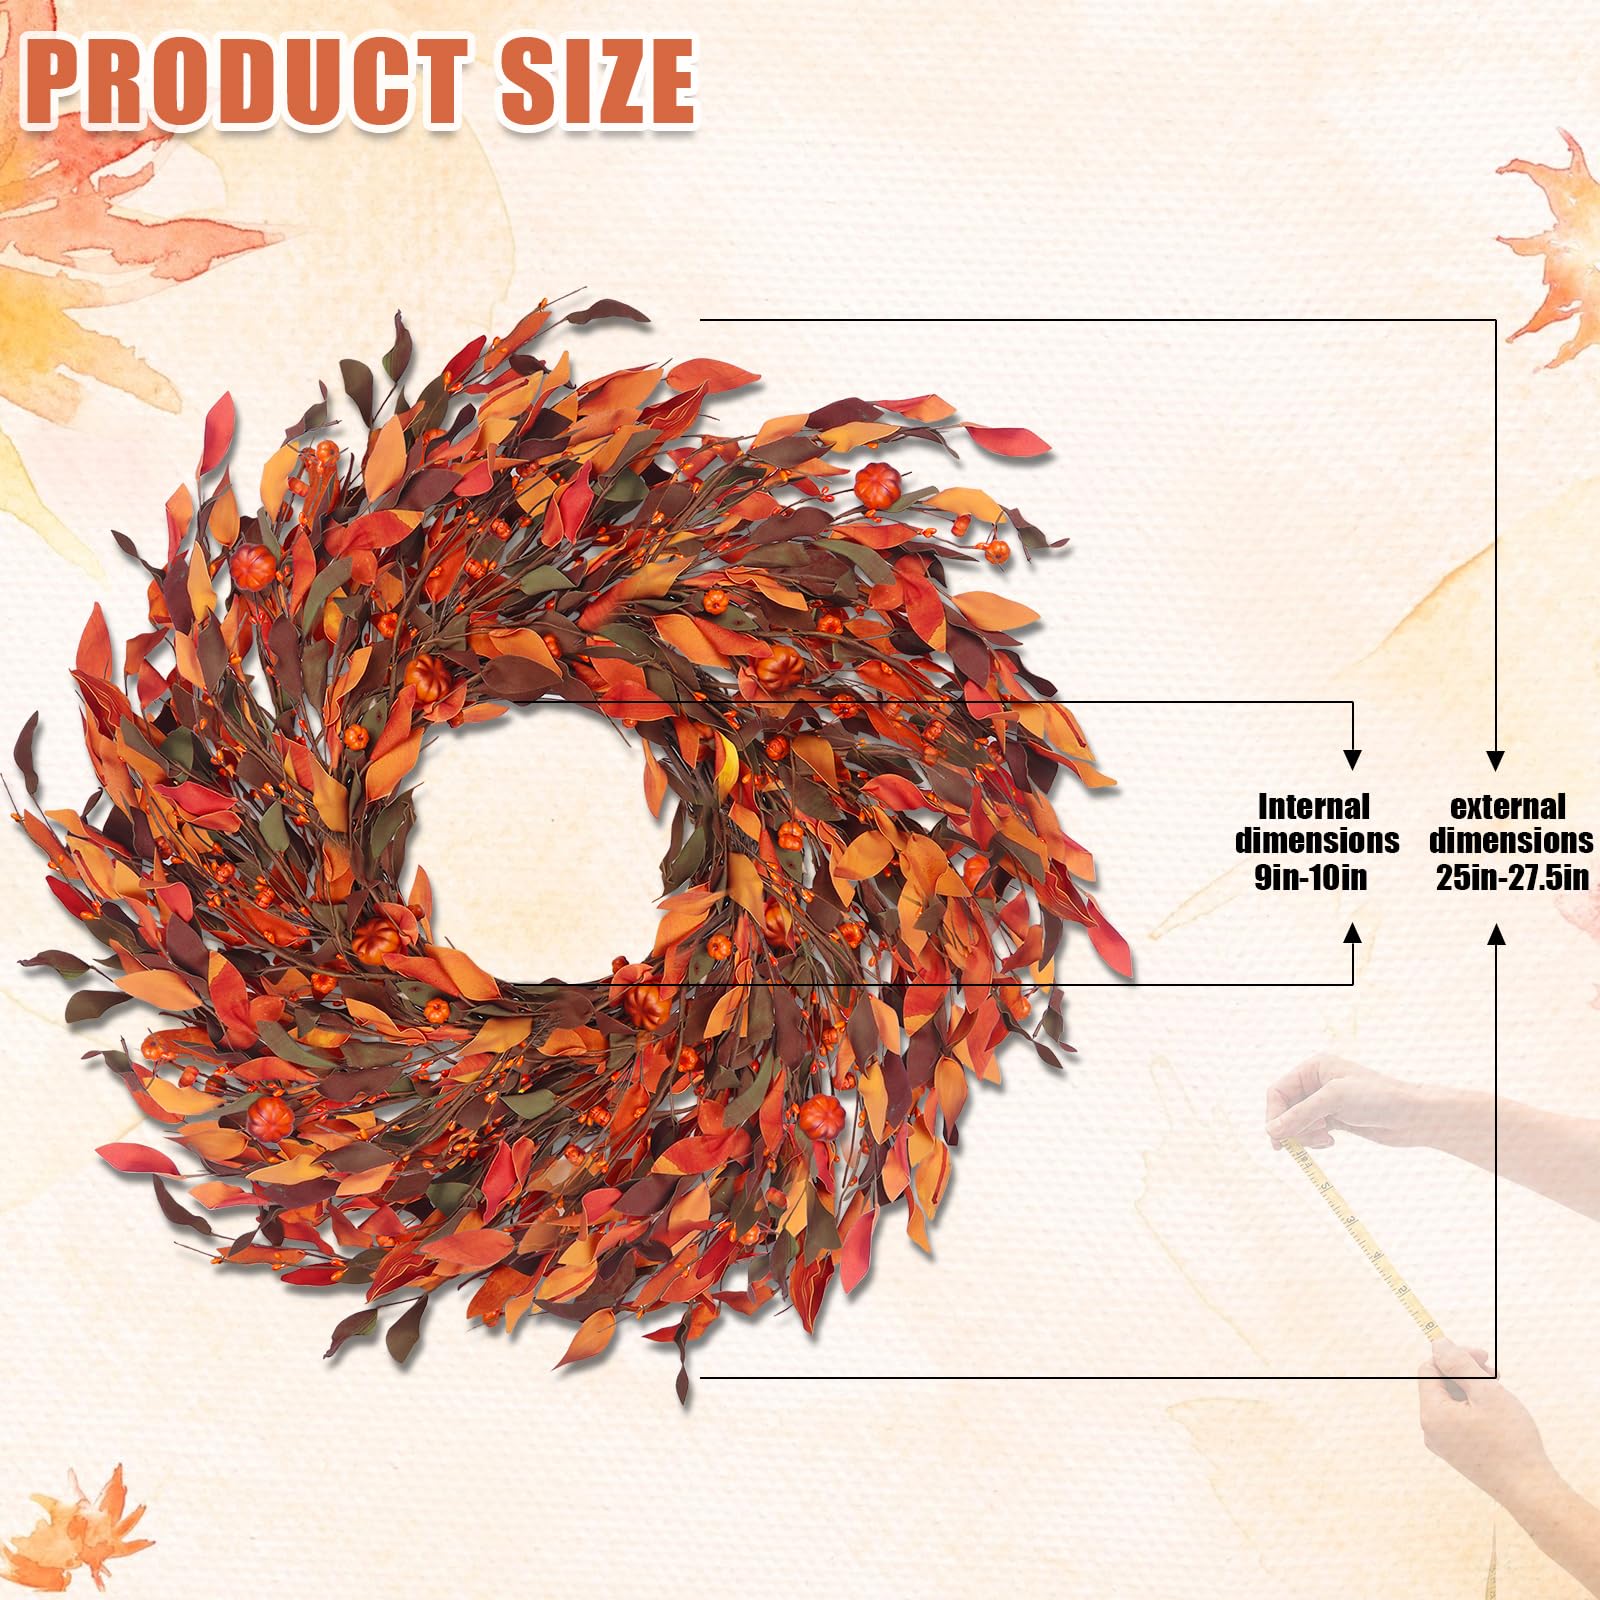 PRODUCT SIZE
Internal
dimensions
9in-10in
external
dimensions
25in-27.5in